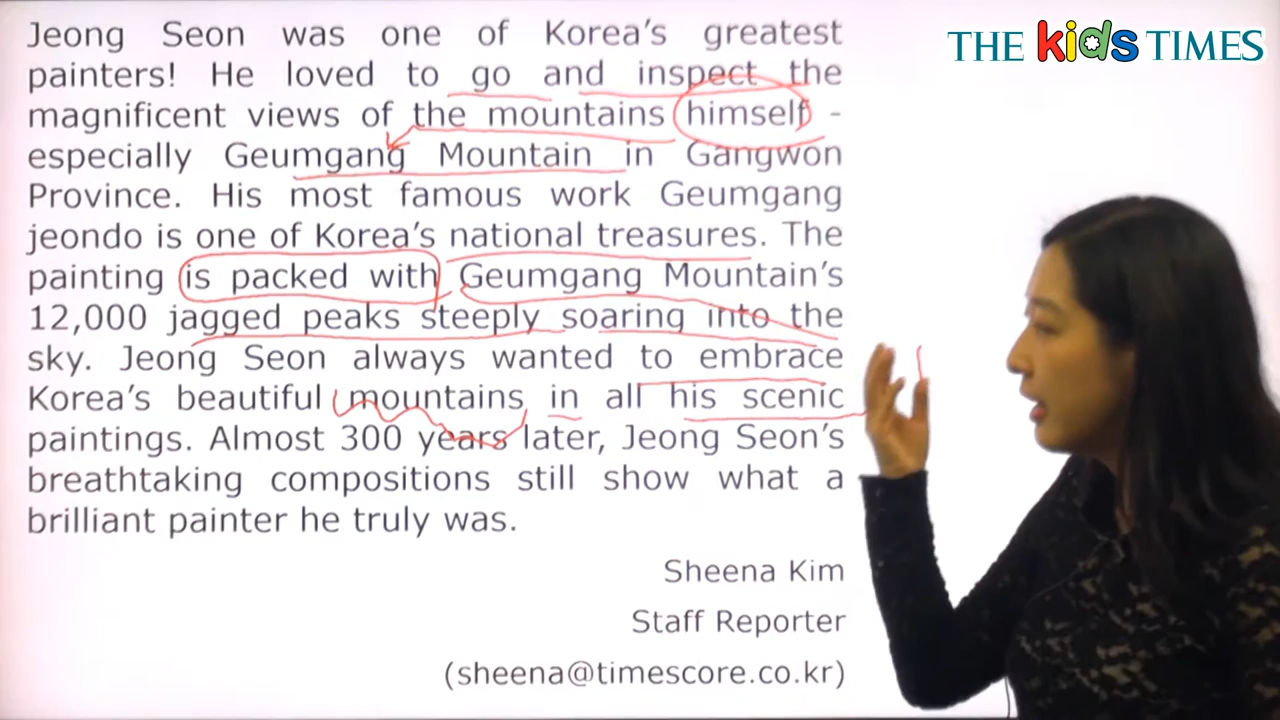 Jeong Seon was one of Korea's greatest
painters! He loved to go and inspect the
magnificent views of the mountains himself -
especially Geumgang Mountain in Gangwon
Province. His most famous work Geumgang
jeondo is one of Korea's national treasures. The
painting is packed with Geumgang Mountain's
12,000 jagged peaks steeply soaring into the
sky. Jeong Seon always wanted to embrace
Korea's beautiful mountains in all his scenic
paintings. Almost 300 years later, Jeong Seon's
breathtaking compositions still show what a
brilliant painter he truly was.
Sheena Kim
Staff Reporter
(sheena@timescore.co.kr)
THE kids TIMES